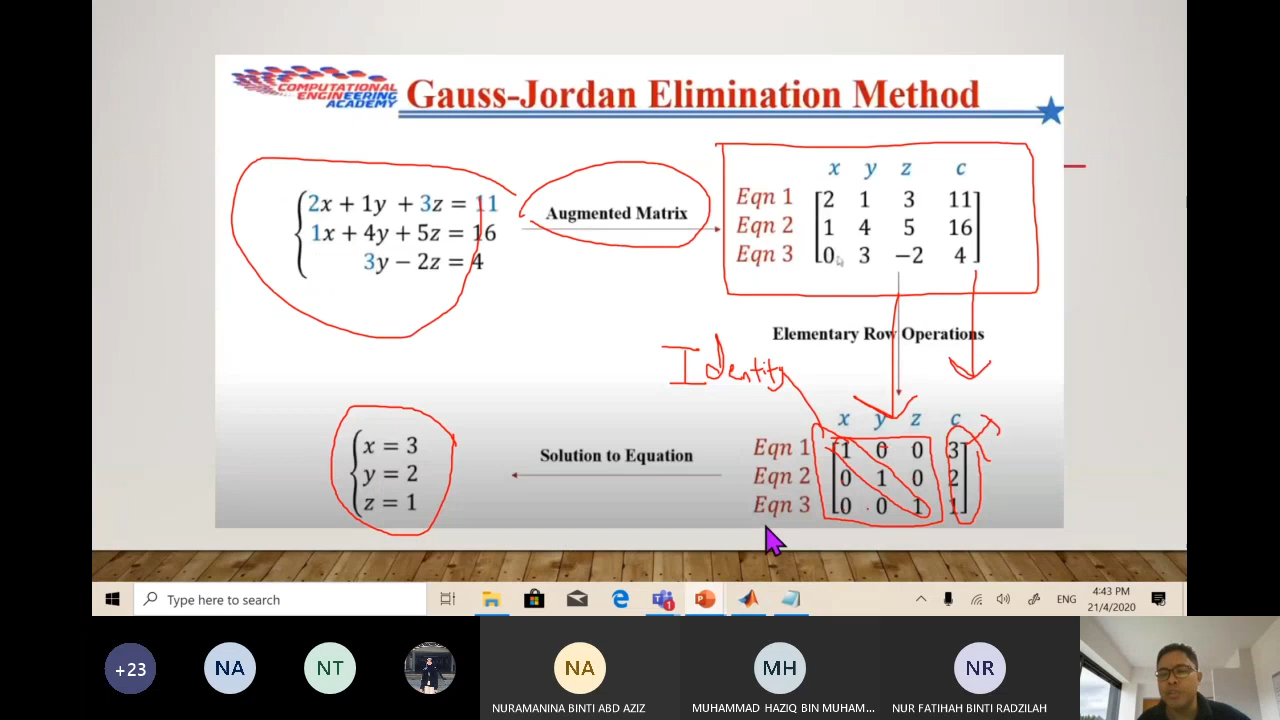 COMPUTATIONAL
ENGINEERING
ACADEMY
Gauss-Jordan Elimination Method
2x + 1y + 3z = 11
1x + 4y + 5z = 16
3y − 2z = 4
Augmented Matrix
x y z c
Eqn 1 2 1 3 11
Eqn 2 1 4 5 16
Eqn 3 0 3 −2 4
Elementary Row Operations
Identity
x y z c
Eqn 1 1 0 0 3
Eqn 2 0 1 0 2
Eqn 3 0 0 1 1
Solution to Equation
x = 3
y = 2
z = 1
Type here to search
1
ENG
4:43 PM
21/4/2020
+23
NA
NT
NA
MH
NR
NURAMANINA BINTI ABD AZIZ
MUHAMMAD HAZIQ BIN MUHAM...
NUR FATIHAH BINTI RADZILAH